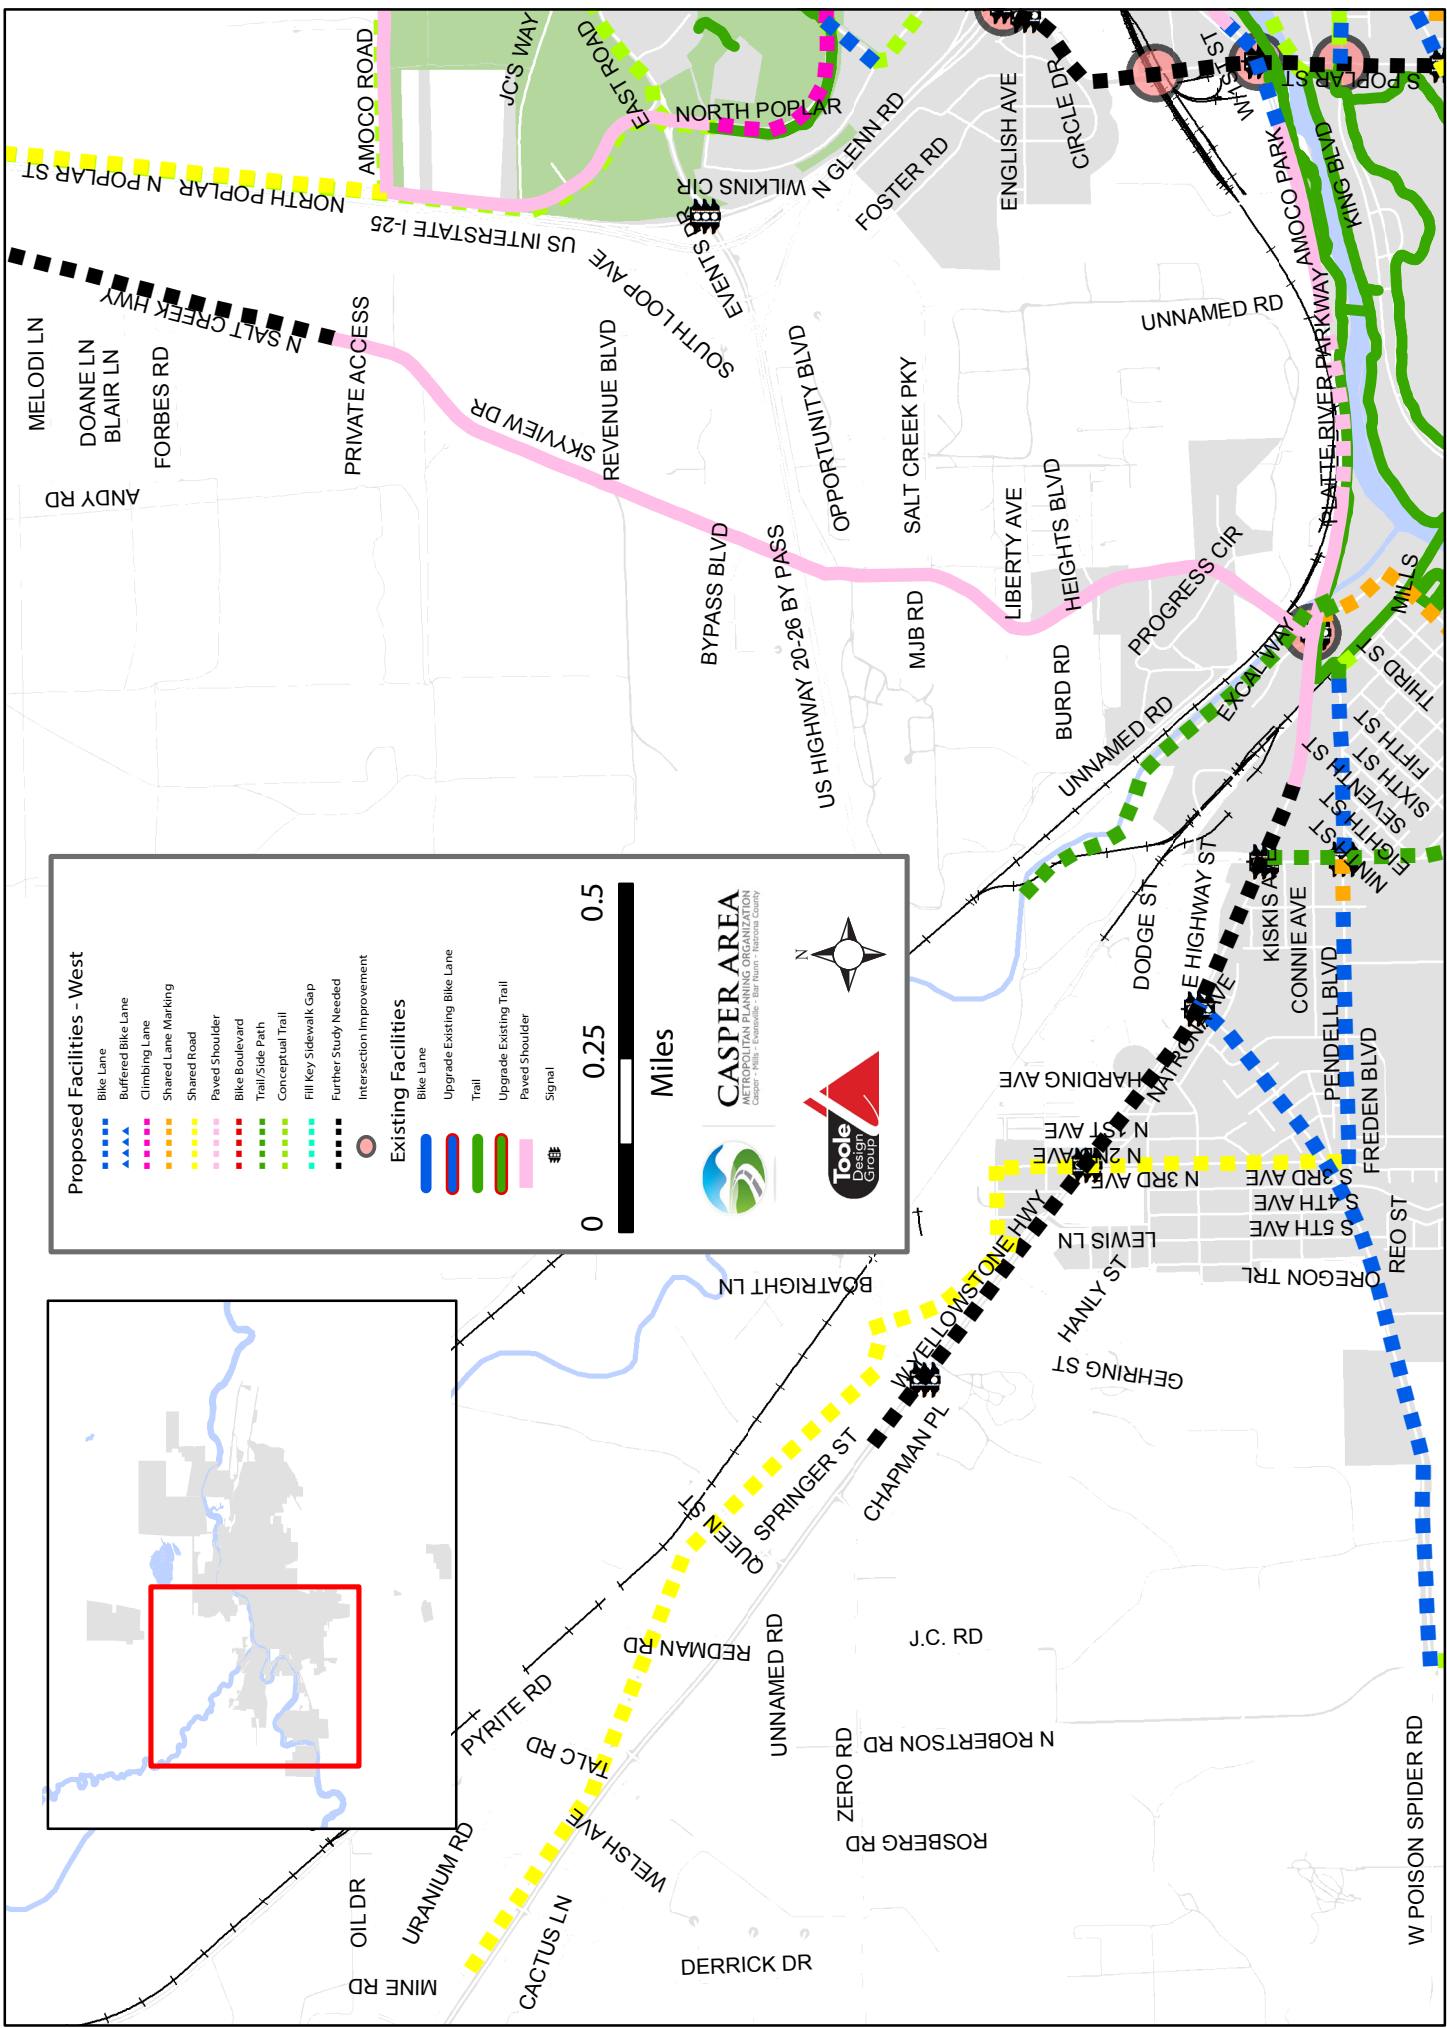 Proposed Facilities - West
Bike Lane
Buffered Bike Lane
Climbing Lane
Shared Lane Marking
Shared Road
Paved Shoulder
Bike Boulevard
Trail/Side Path
Conceptual Trail
Fill Key Sidewalk Gap
Further Study Needed
Intersection Improvement
Existing Facilities
Bike Lane
Upgrade Existing Bike Lane
Trail
Upgrade Existing Trail
Paved Shoulder
Signal
0 0.25 0.5
Miles
CASPER AREA
METROPOLITAN PLANNING ORGANIZATION
Casper - Mills - Evansville - Bar Nunn - Natrona County
Toole
Design
Group
N
MELODI LN
DOANE LN
BLAIR LN
FORBES RD
ANDY RD
PRIVATE ACCESS
N SALT CREEK HWY
NORTH POPLAR
N POPLAR ST
AMOCO ROAD
US INTERSTATE I-25
JC'S WAY
EAST ROAD
NORTH POPLAR
WILKINS CIR
N GLENN RD
FOSTER RD
ENGLISH AVE
CIRCLE DR
S POPLAR ST
AMOCO PARK
KING BLVD
PLATTE RIVER PARKWAY
UNNAMED RD
EVENTS DR
SOUTH LOOP AVE
REVENUE BLVD
SKYVIEW DR
OPPORTUNITY BLVD
SALT CREEK PKY
BYPASS BLVD
US HIGHWAY 20-26 BY PASS
MJB RD
LIBERTY AVE
HEIGHTS BLVD
BURD RD
PROGRESS CIR
EXCAL WAY
UNNAMED RD
MILLS
THIRD ST
FIFTH ST
SIXTH ST
SEVENTH ST
EIGHTH ST
DODGE ST
E HIGHWAY ST
CONNIE AVE
PENDELL BLVD
FREDEN BLVD
HARDING AVE
N 1ST AVE
N 2ND AVE
N 3RD AVE
S 3RD AVE
S 4TH AVE
S 5TH AVE
REO ST
OREGON TRL
LEWIS LN
HANLY ST
GEHRING ST
W YELLOWSTONE HWY
BOATRIGHT LN
CHAPMAN PL
SPRINGER ST
QUEEN ST
REDMAN RD
UNNAMED RD
J.C. RD
ZERO RD
N ROBERTSON RD
ROSBERG RD
PYRITE RD
TALC RD
WELSH AVE
URANIUM RD
OIL DR
MINE RD
CACTUS LN
DERRICK DR
W POISON SPIDER RD